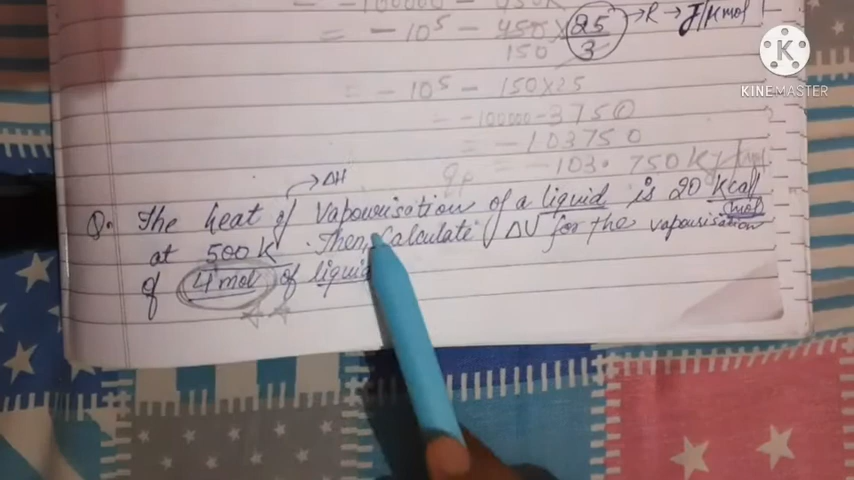 = -10⁵ - 450 × 25/3 → R → J/K mol
150
= -10⁵ - 150×25
= -100000-3750
= -103750
qp = -103.750 kJ/
KINEMASTER
→ ΔH
Q. The heat of Vapourisation of a liquid is 20 Kcal/mol
at 500 K. Then, Calculate ΔU for the vapourisation
of 4 mol of liquid